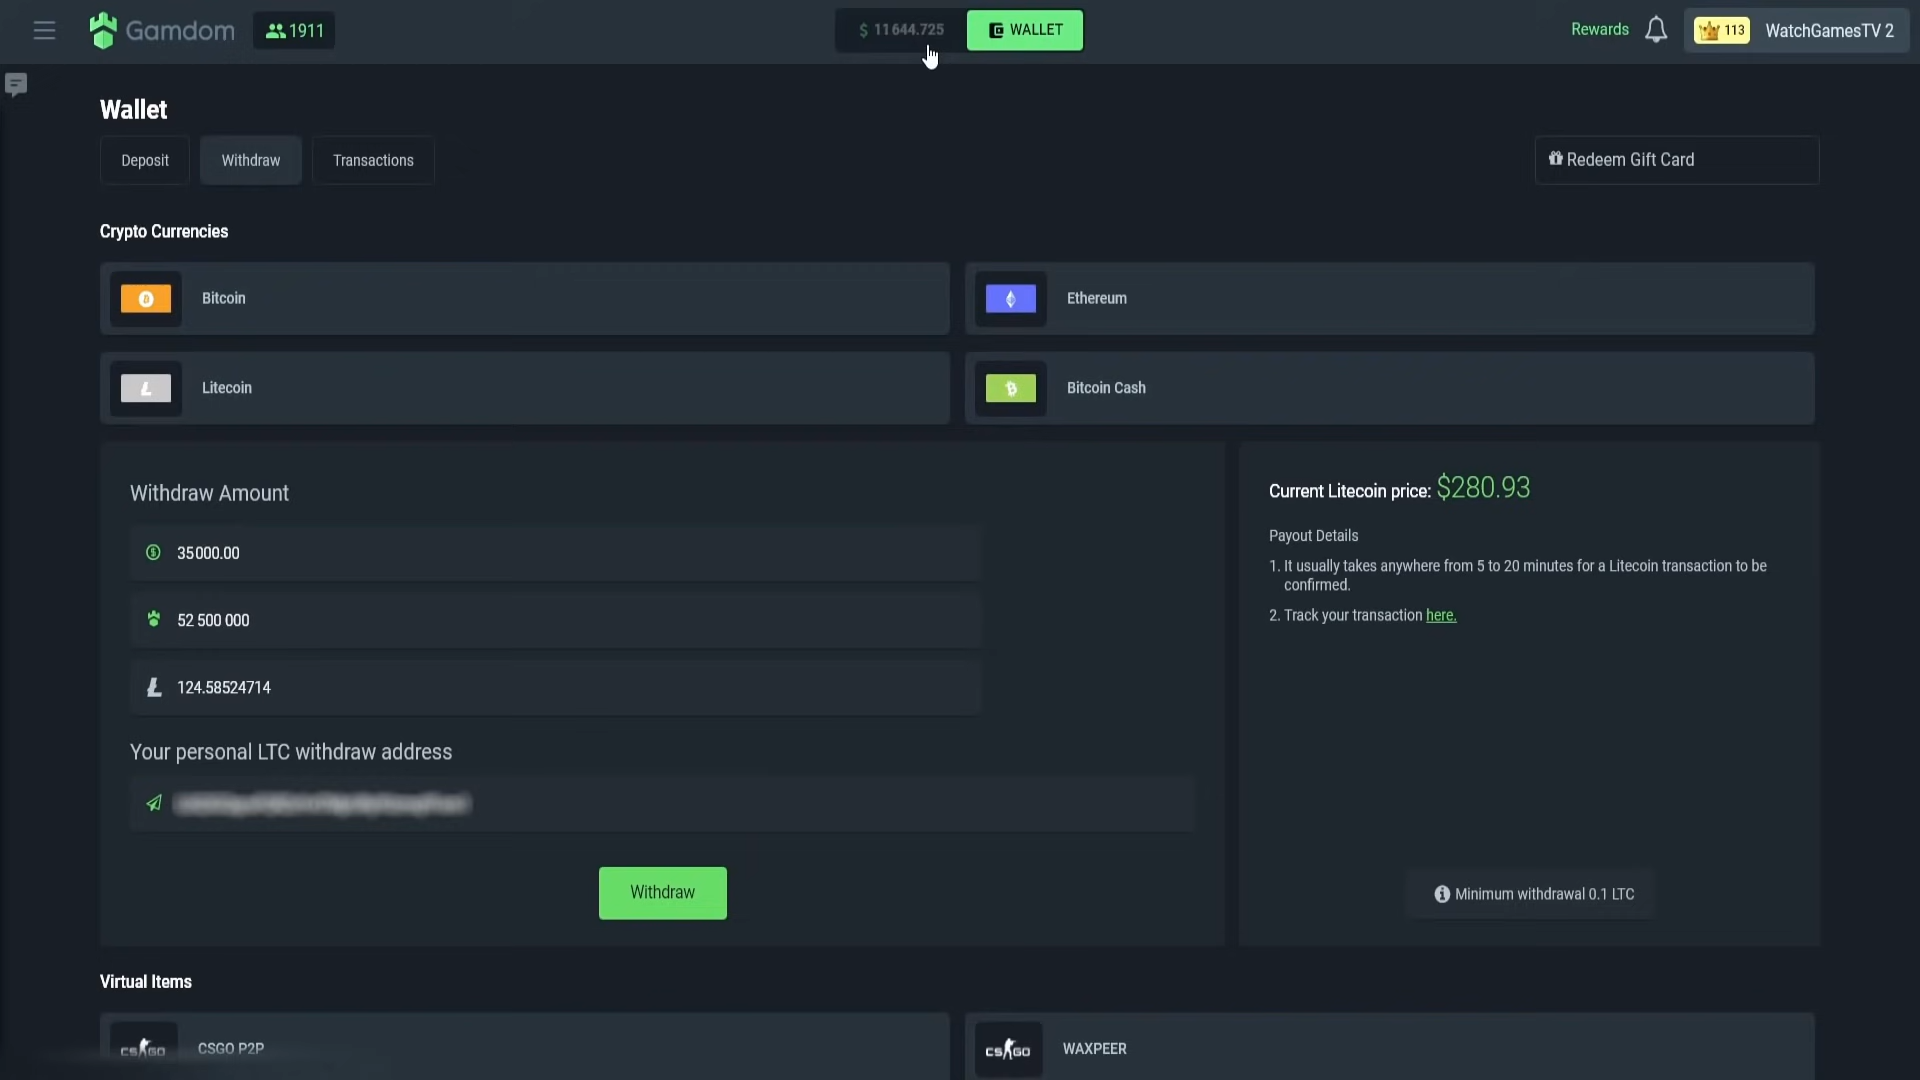 Gamdom
1911
$ 11 644.725
WALLET
Rewards
113
WatchGamesTV 2
Wallet
Deposit
Withdraw
Transactions
Redeem Gift Card
Crypto Currencies
Bitcoin
Ethereum
Litecoin
Bitcoin Cash
Withdraw Amount
35 000.00
52 500 000
124.58524714
Your personal LTC withdraw address
Withdraw
Current Litecoin price: $280.93
Payout Details
1. It usually takes anywhere from 5 to 20 minutes for a Litecoin transaction to be
confirmed.
2. Track your transaction here.
Minimum withdrawal 0.1 LTC
Virtual Items
CS GO
CSGO P2P
CS GO
WAXPEER